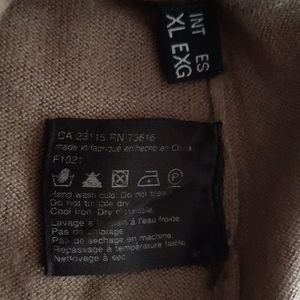 INT ES
XL EXG
CA 23115 RN 73616
made in/fabriqué en/hecho en China
F1021
Hand wash cold. Do not bleach.
Do not tumble dry.
Cool iron. Dry cleanable.
Lavage à la main à l'eau froide.
Pas de chlorage
Pas de sechage en machine.
Repassage à température faible.
Nettoyage à sec.